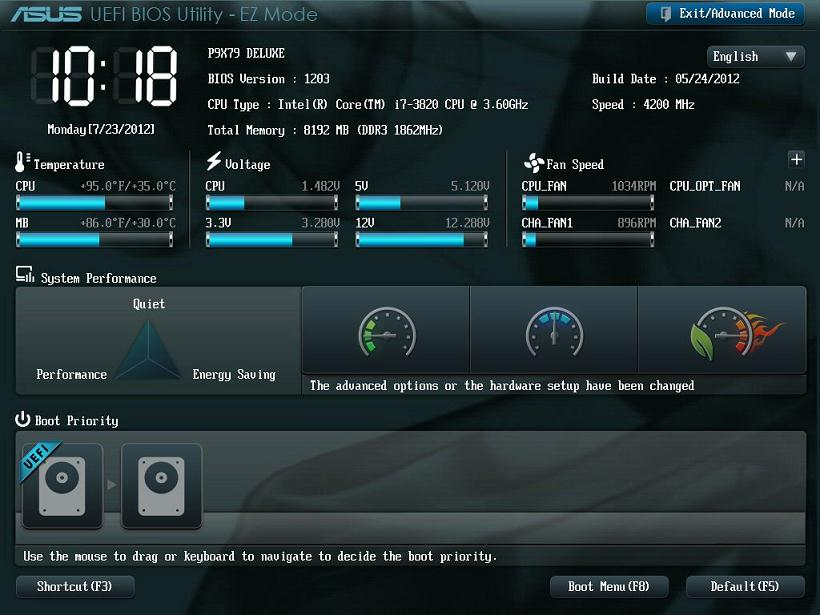 ASUS UEFI BIOS Utility - EZ Mode
Exit/Advanced Mode
10:18
Monday[7/23/2012]
P9X79 DELUXE
English
BIOS Version : 1203
Build Date : 05/24/2012
CPU Type : Intel(R) Core(TM) i7-3820 CPU @ 3.60GHz
Speed : 4200 MHz
Total Memory : 8192 MB (DDR3 1862MHz)
Temperature
CPU +95.0°F/+35.0°C
MB +86.0°F/+30.0°C
Voltage
CPU 1.482V 5V 5.120V
3.3V 3.280V 12V 12.288V
Fan Speed
CPU_FAN 1034RPM CPU_OPT_FAN N/A
CHA_FAN1 896RPM CHA_FAN2 N/A
System Performance
Quiet
Performance
Energy Saving
The advanced options or the hardware setup have been changed
Boot Priority
UEFI
Use the mouse to drag or keyboard to navigate to decide the boot priority.
Shortcut(F3)
Boot Menu(F8)
Default(F5)